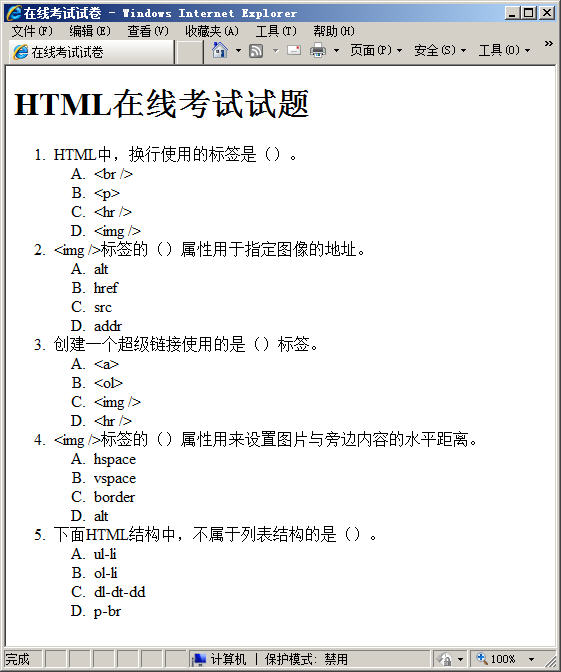 在线考试试卷 - Windows Internet Explorer
文件(F) 编辑(E) 查看(V) 收藏夹(A) 工具(T) 帮助(H)
在线考试试卷 页面(P) 安全(S) 工具(O) »
HTML在线考试试题
1. HTML中，换行使用的标签是（）。
A. <br />
B. <p>
C. <hr />
D. <img />
2. <img />标签的（）属性用于指定图像的地址。
A. alt
B. href
C. src
D. addr
3. 创建一个超级链接使用的是（）标签。
A. <a>
B. <ol>
C. <img />
D. <hr />
4. <img />标签的（）属性用来设置图片与旁边内容的水平距离。
A. hspace
B. vspace
C. border
D. alt
5. 下面HTML结构中，不属于列表结构的是（）。
A. ul-li
B. ol-li
C. dl-dt-dd
D. p-br
完成 计算机 | 保护模式: 禁用 100%